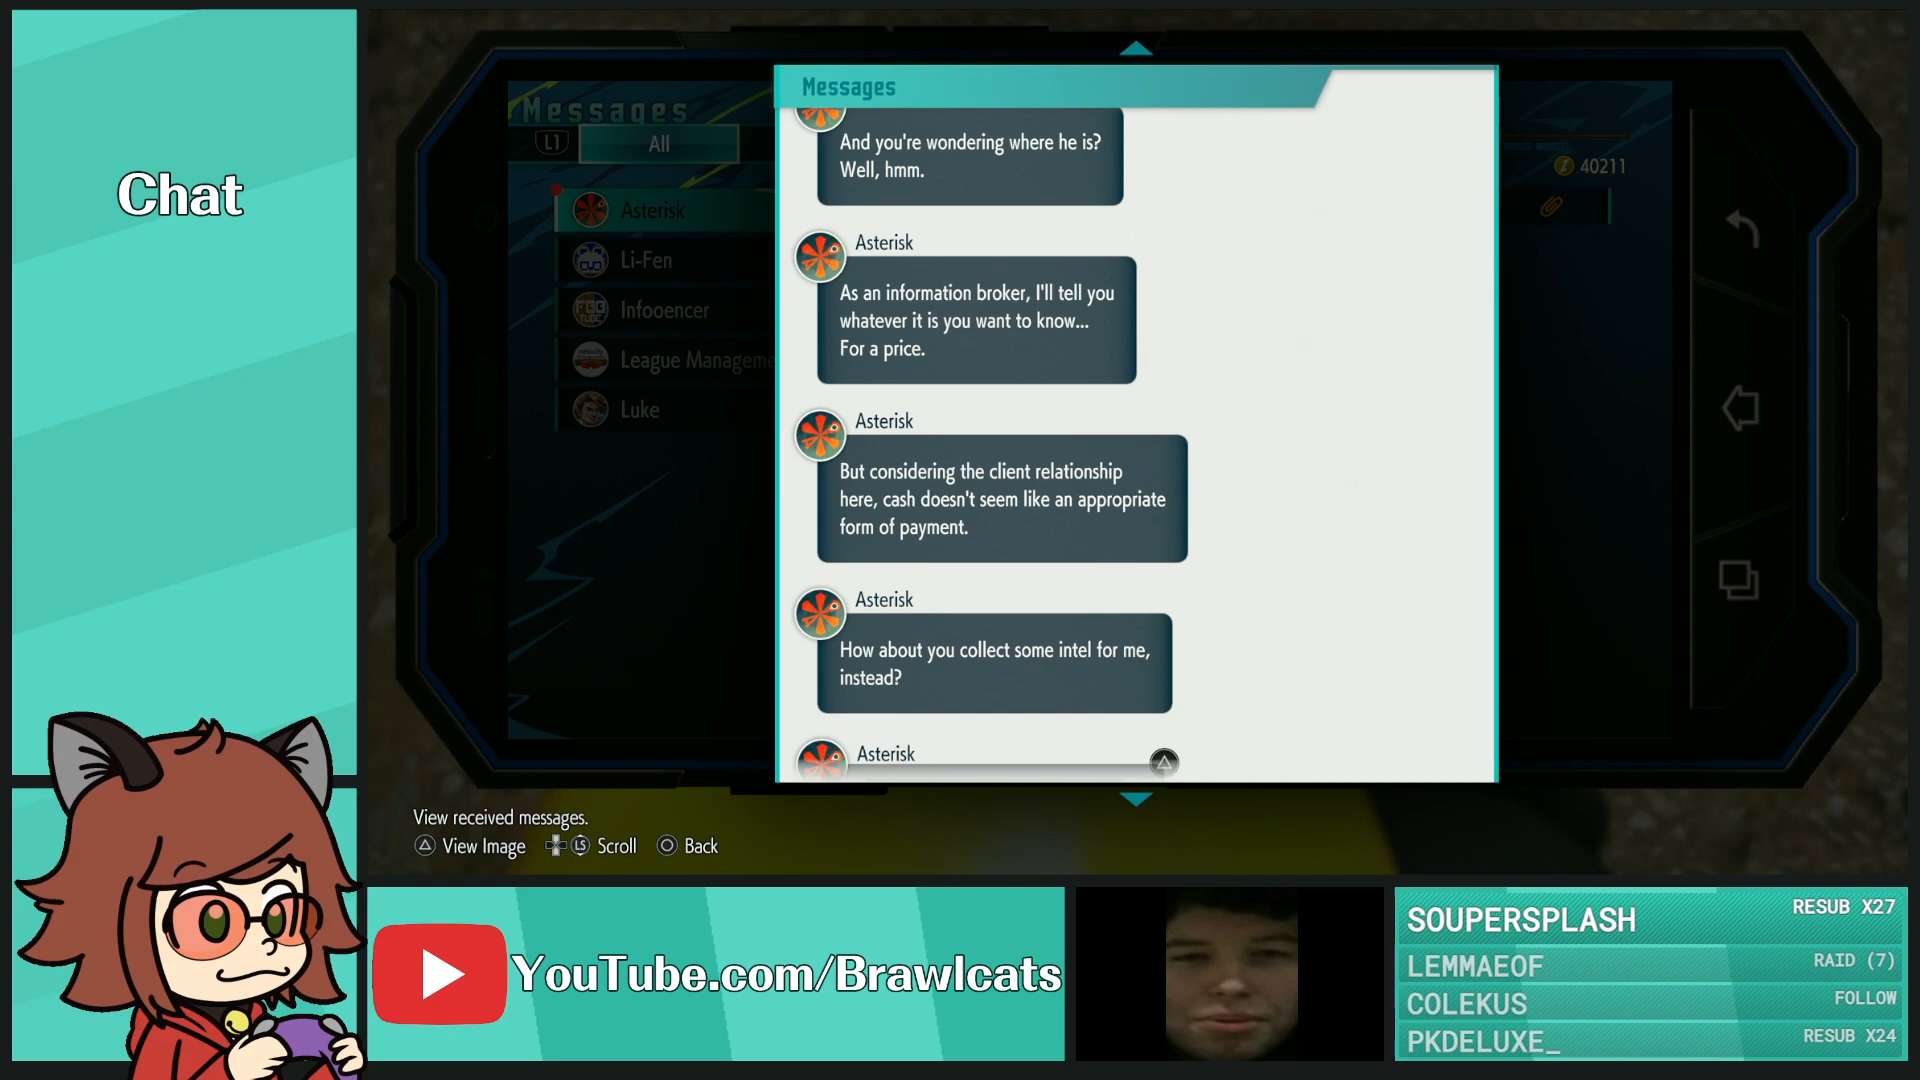 Chat
Messages
L1
All
Asterisk
Li-Fen
Infooencer
League Manageme
Luke
40211
Messages
And you're wondering where he is?
Well, hmm.
Asterisk
As an information broker, I'll tell you
whatever it is you want to know...
For a price.
Asterisk
But considering the client relationship
here, cash doesn't seem like an appropriate
form of payment.
Asterisk
How about you collect some intel for me,
instead?
Asterisk
View received messages.
View Image
LS
Scroll
Back
YouTube.com/Brawlcats
SOUPERSPLASH
RESUB X27
LEMMAEOF
RAID (7)
COLEKUS
FOLLOW
PKDELUXE_
RESUB X24